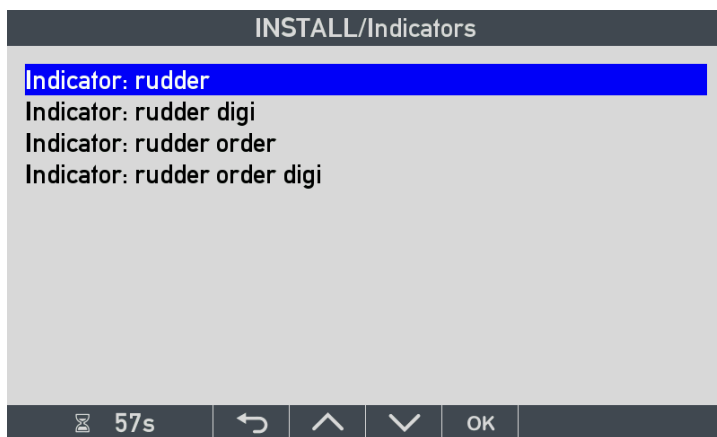 INSTALL/Indicators
Indicator: rudder
Indicator: rudder digi
Indicator: rudder order
Indicator: rudder order digi
57s OK